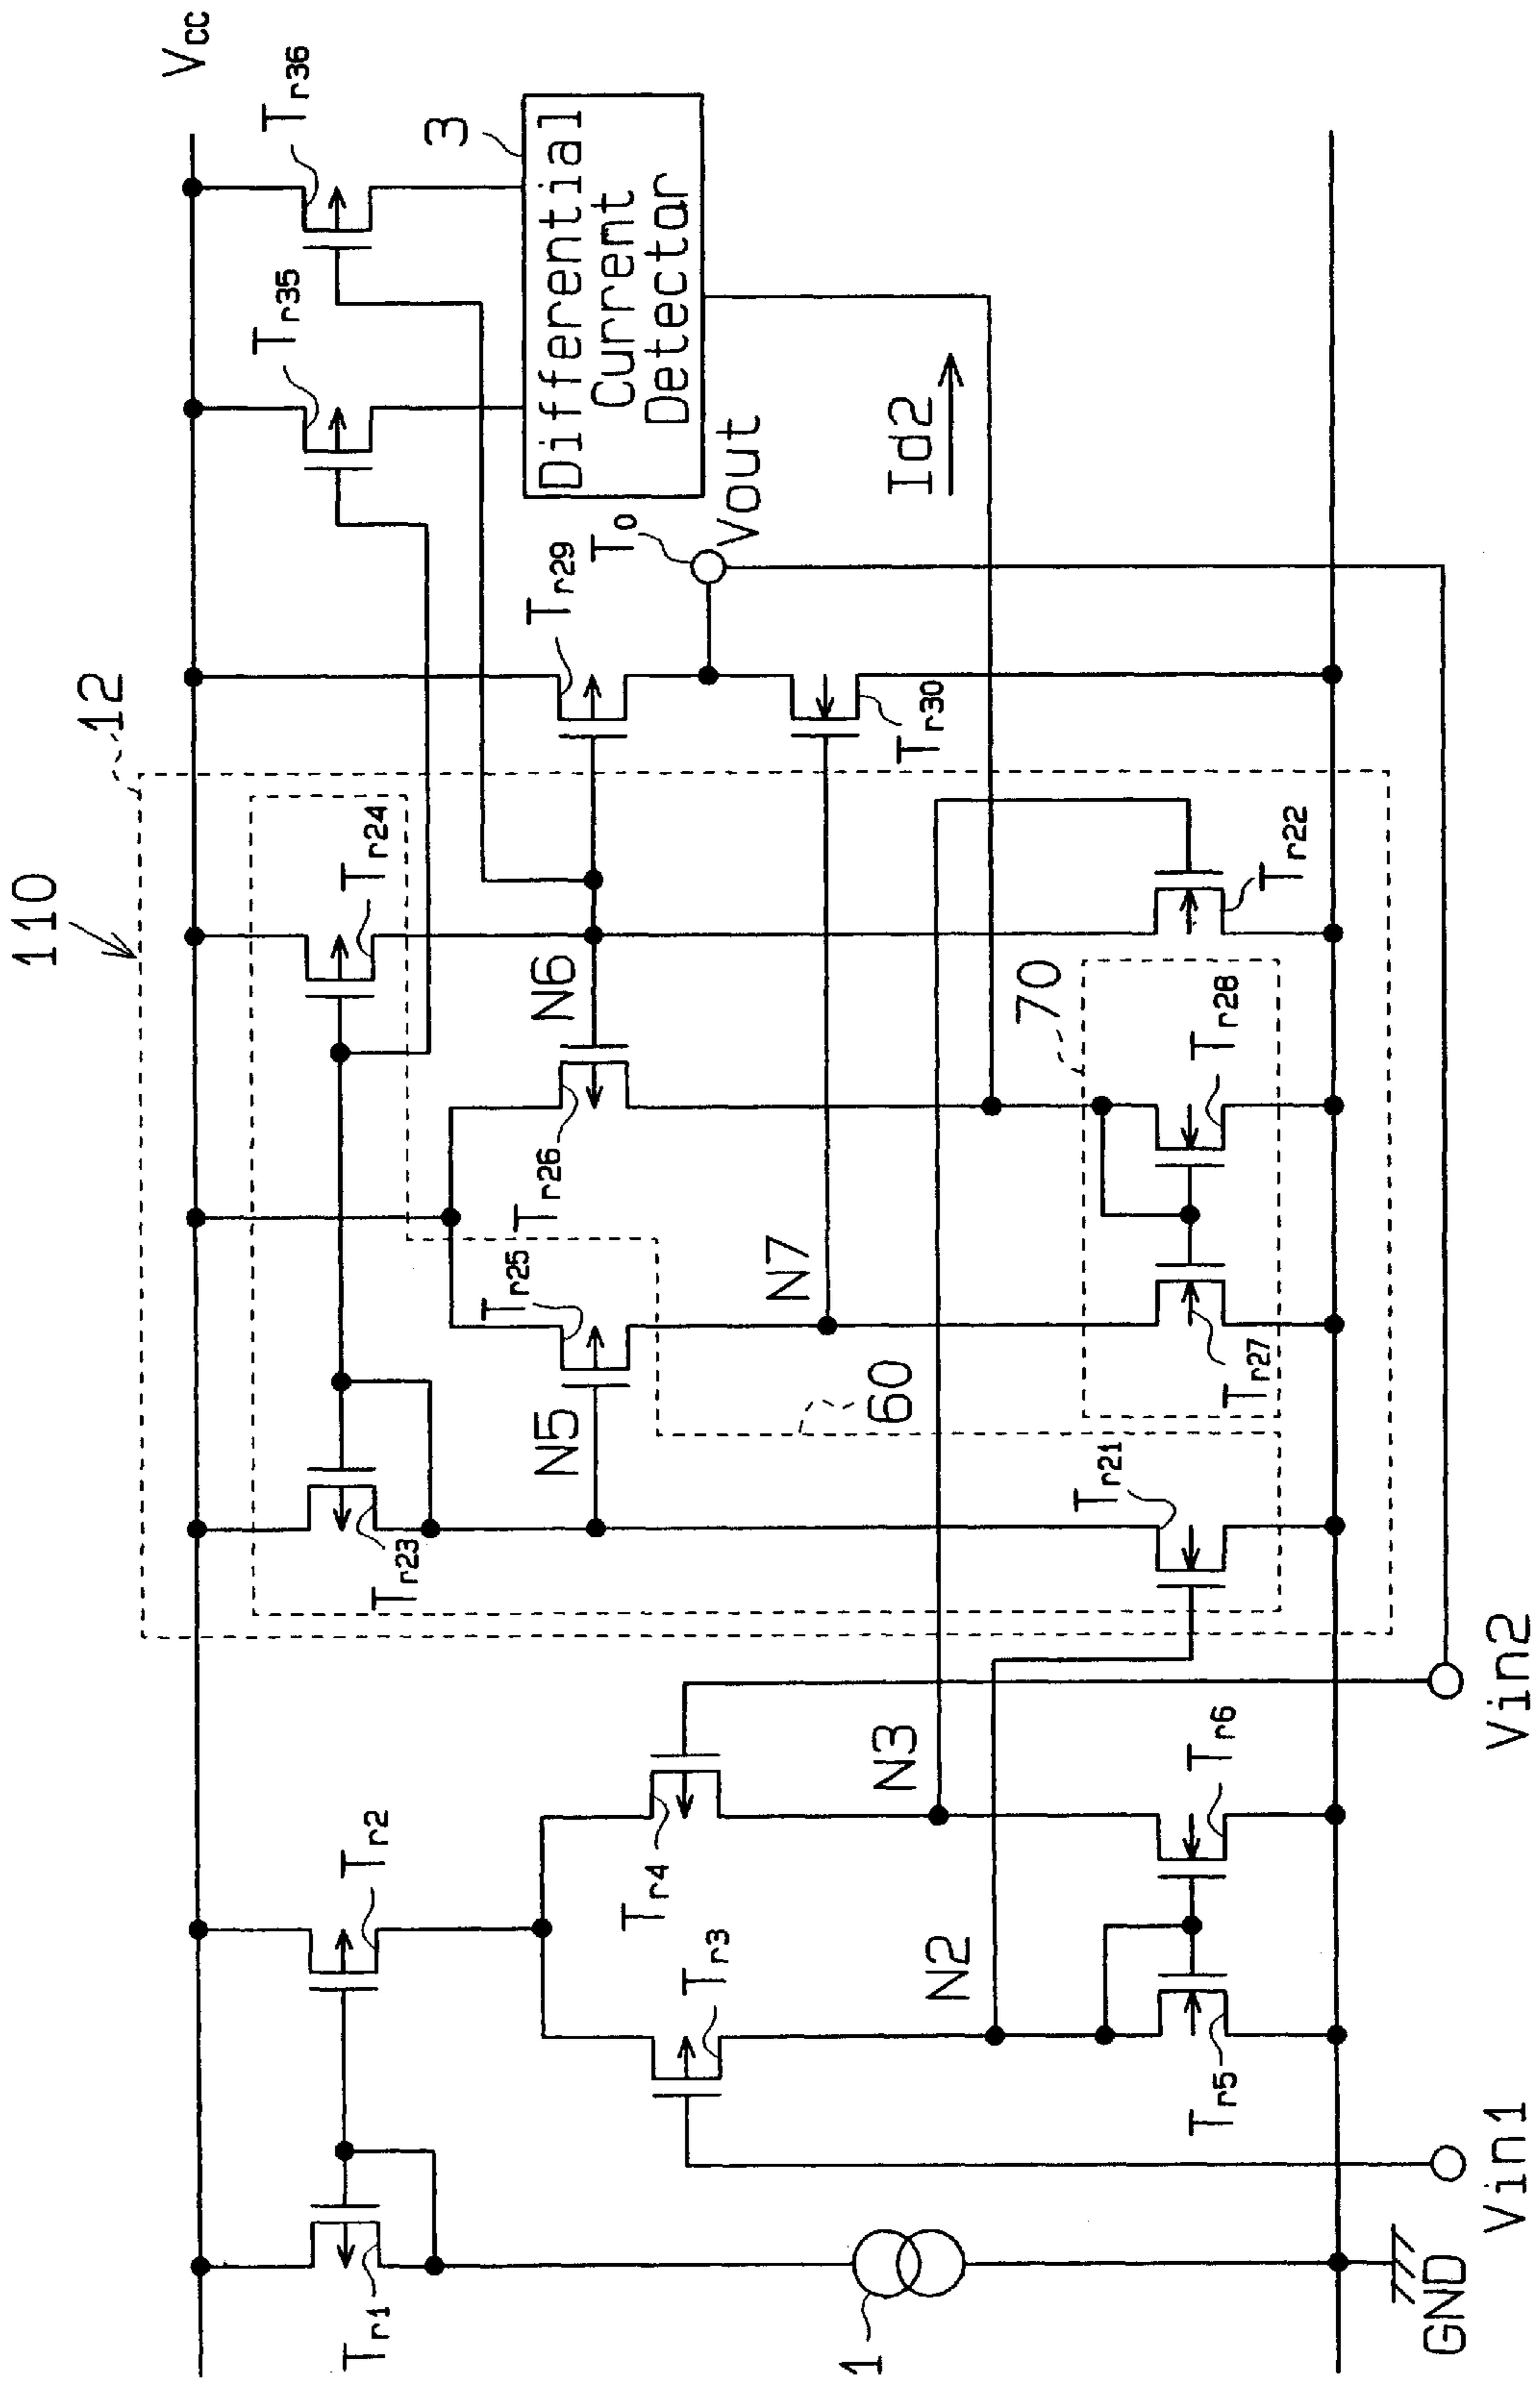 110
12
Vcc
Tr1
Tr2
Tr23
Tr24
Tr35
Tr36
3
Differential
Current
Detector
Tr3
Tr4
N5
Tr25
Tr26
N6
Tr29
To
Vout
1
N2
N3
60
N7
70
Tr30
Id2
Tr5
Tr6
Tr21
Tr27
Tr28
Tr22
GND
Vin1
Vin2